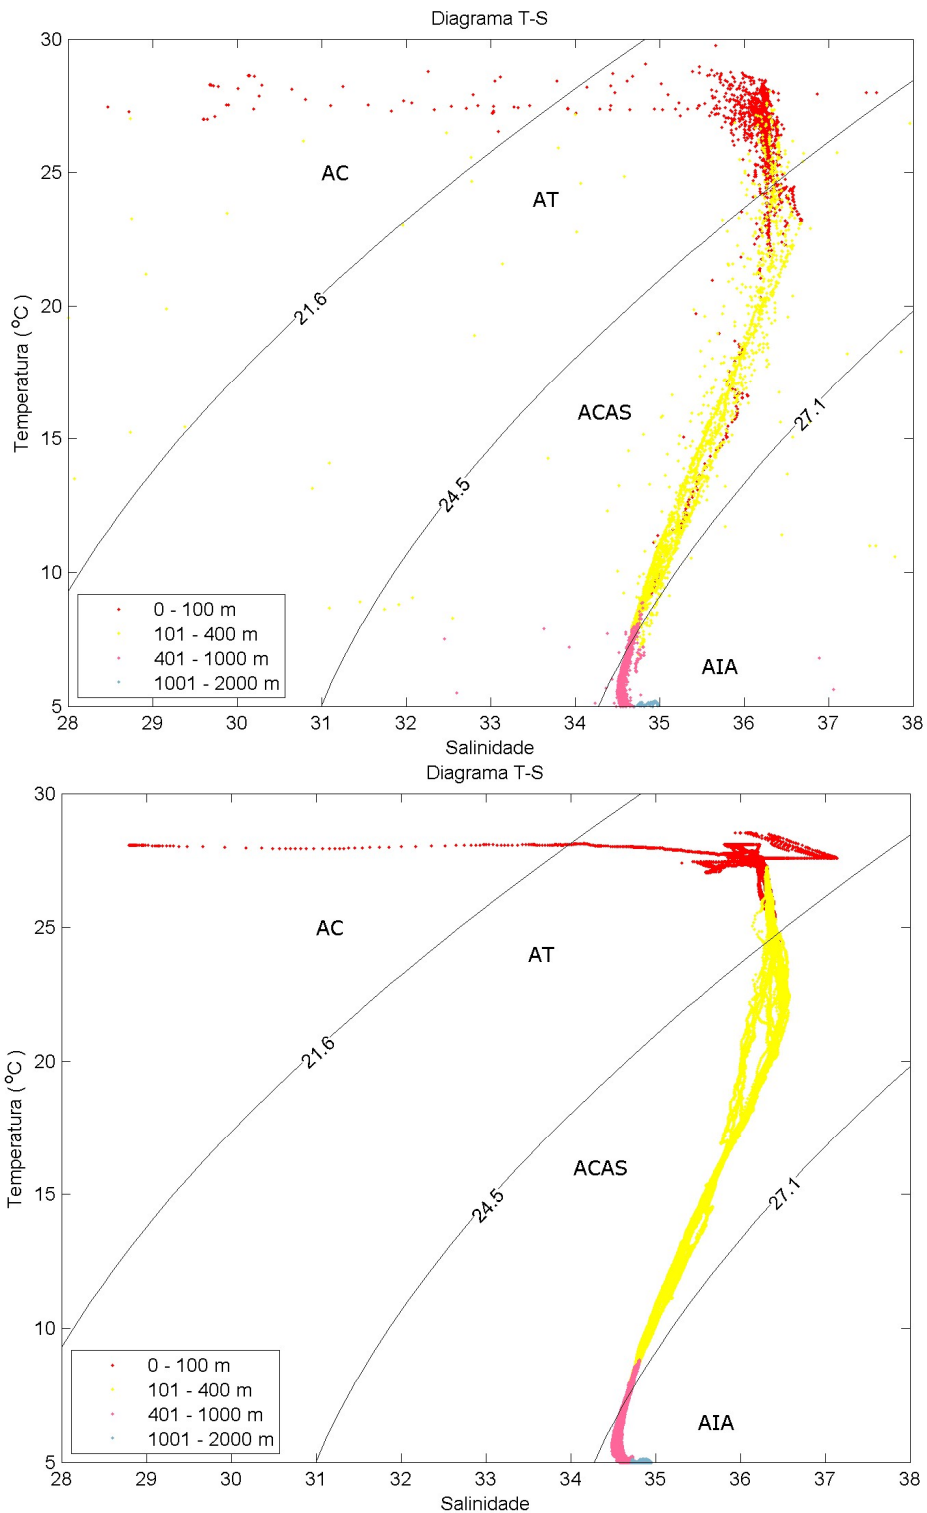 Diagrama T-S
30
25
20
15
10
5
Temperatura ( °C )
AC
AT
21.6
ACAS
27.1
24.5
AIA
0 - 100 m
101 - 400 m
401 - 1000 m
1001 - 2000 m
28 29 30 31 32 33 34 35 36 37 38
Salinidade
Diagrama T-S
30
25
20
15
10
5
Temperatura ( °C )
AC
AT
21.6
ACAS
27.1
24.5
AIA
0 - 100 m
101 - 400 m
401 - 1000 m
1001 - 2000 m
28 29 30 31 32 33 34 35 36 37 38
Salinidade